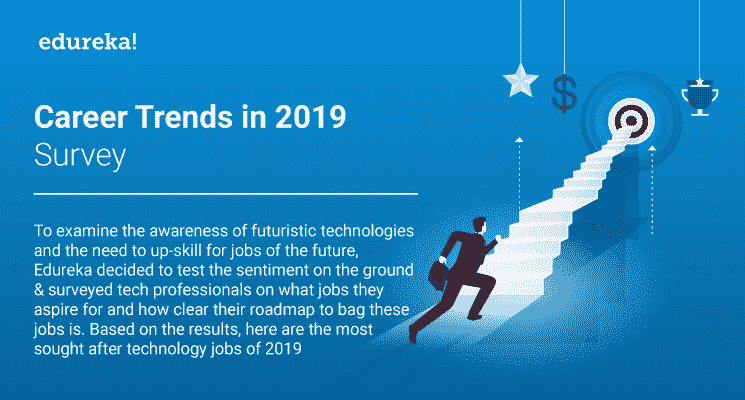 edureka!
Career Trends in 2019
Survey
To examine the awareness of futuristic technologies
and the need to up-skill for jobs of the future,
Edureka decided to test the sentiment on the ground
& surveyed tech professionals on what jobs they
aspire for and how clear their roadmap to bag these
jobs is. Based on the results, here are the most
sought after technology jobs of 2019
$